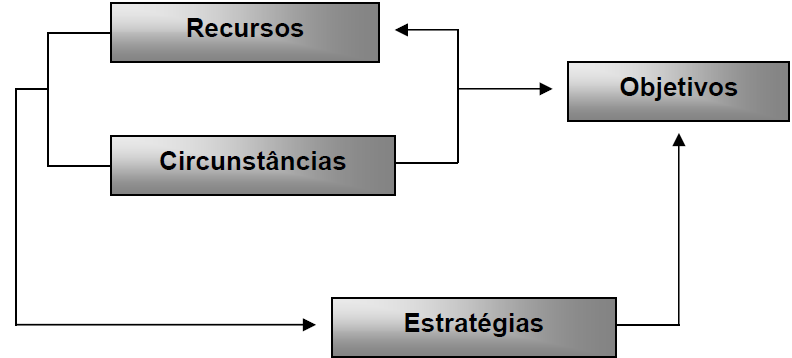 Recursos
Objetivos
Circunstâncias
Estratégias